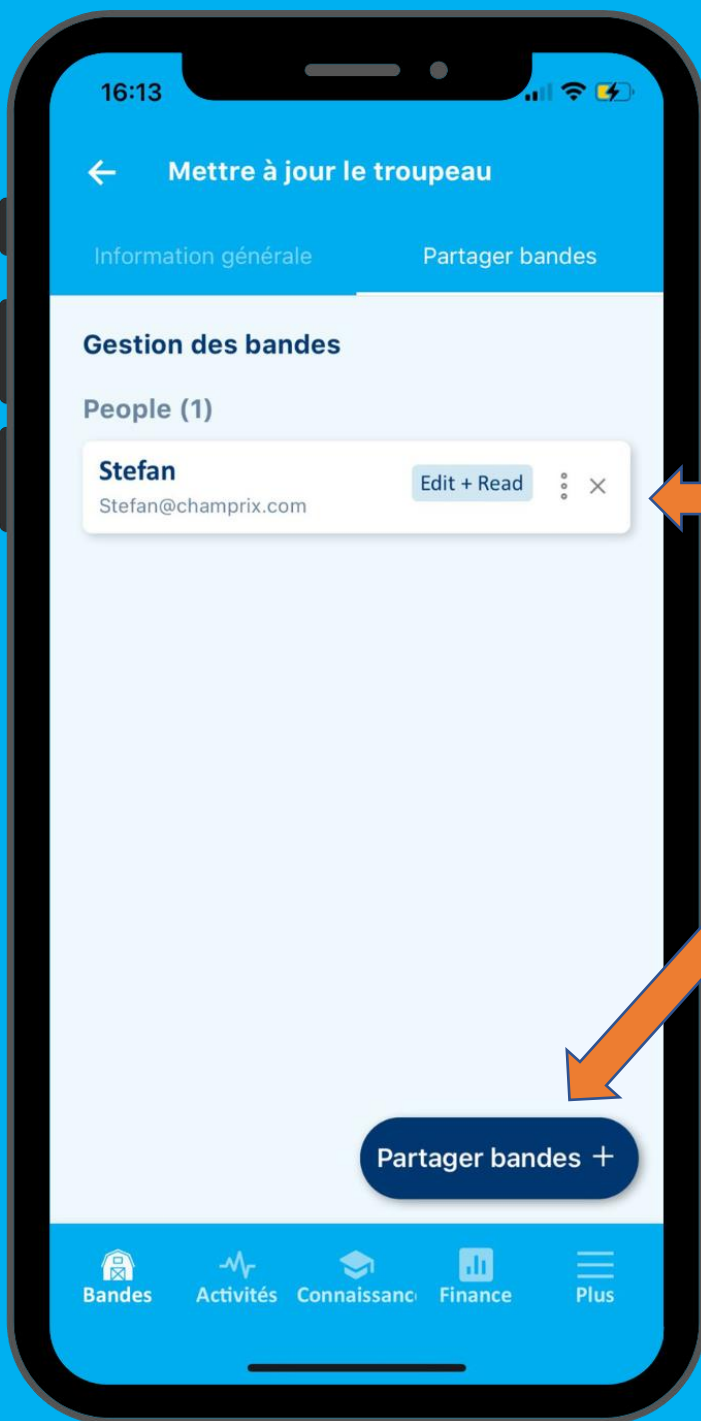 16:13
Mettre à jour le troupeau
Information générale Partager bandes
Gestion des bandes
People (1)
Stefan
Edit + Read
Stefan@champrix.com
Partager bandes +
Bandes Activités Connaissanc Finance Plus